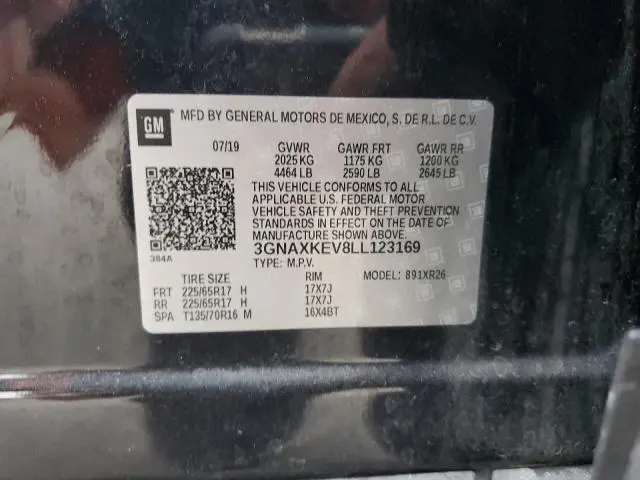 GM
MFD BY GENERAL MOTORS DE MEXICO, S. DE R.L. DE C.V.
07/19 GVWR GAWR FRT GAWR RR
2025 KG 1175 KG 1200 KG
4464 LB 2590 LB 2645 LB
THIS VEHICLE CONFORMS TO ALL
APPLICABLE U.S. FEDERAL MOTOR
VEHICLE SAFETY AND THEFT PREVENTION
STANDARDS IN EFFECT ON THE DATE OF
MANUFACTURE SHOWN ABOVE.
3GNAXKEV8LL123169
384A
TYPE: M.P.V.
TIRE SIZE RIM MODEL: 891XR26
FRT 225/65R17 H 17X7J
RR 225/65R17 H 17X7J
SPA T135/70R16 M 16X4BT